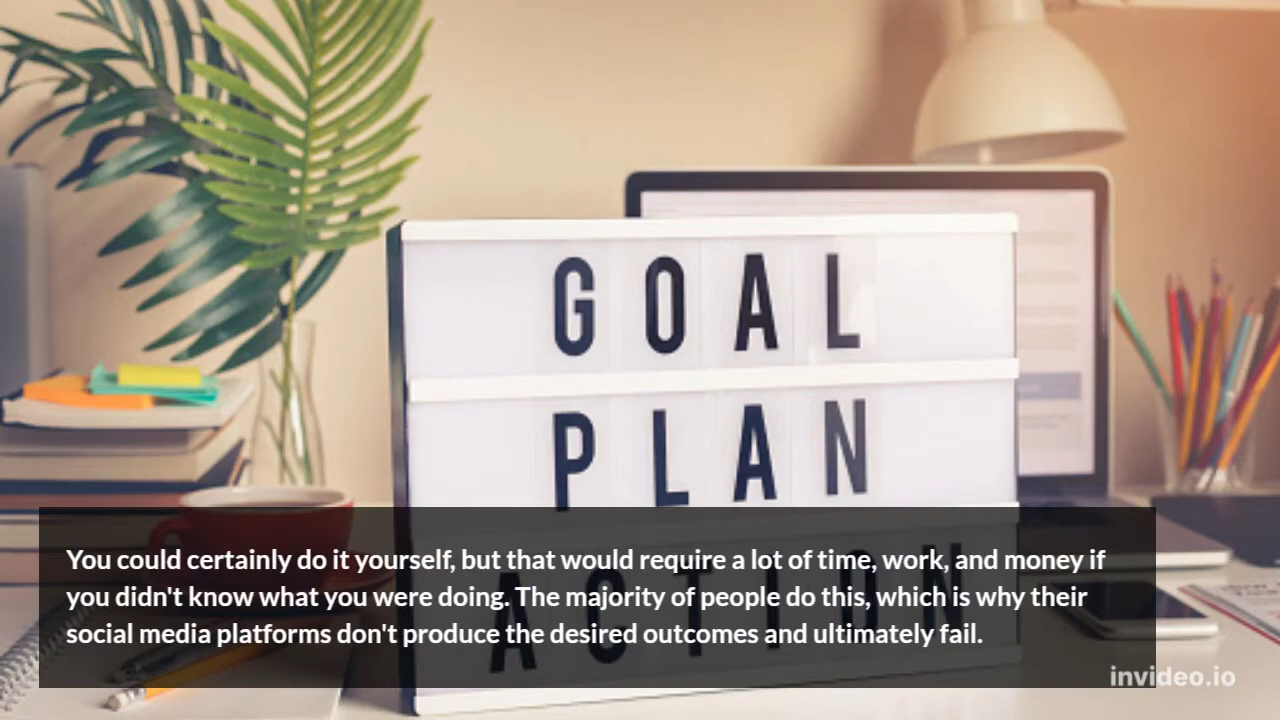 GOAL
PLAN
ACTION
You could certainly do it yourself, but that would require a lot of time, work, and money if
you didn't know what you were doing. The majority of people do this, which is why their
social media platforms don't produce the desired outcomes and ultimately fail.
invideo.io